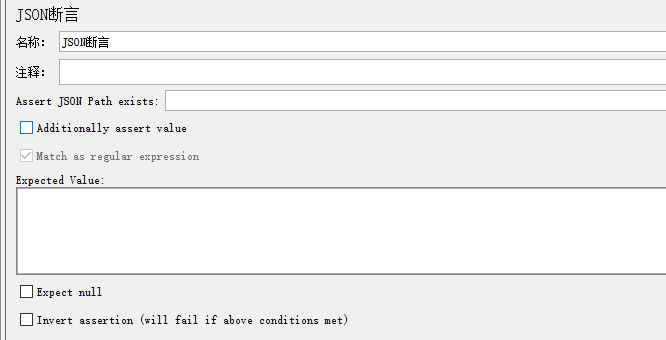 JSON断言
名称: JSON断言
注释:
Assert JSON Path exists:
Additionally assert value
Match as regular expression
Expected Value:
Expect null
Invert assertion (will fail if above conditions met)